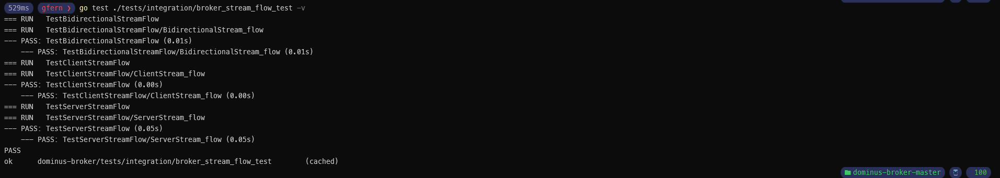 529ms gfern ❯ go test ./tests/integration/broker_stream_flow_test -v
=== RUN   TestBidirectionalStreamFlow
=== RUN   TestBidirectionalStreamFlow/BidirectionalStream_flow
--- PASS: TestBidirectionalStreamFlow (0.01s)
    --- PASS: TestBidirectionalStreamFlow/BidirectionalStream_flow (0.01s)
=== RUN   TestClientStreamFlow
=== RUN   TestClientStreamFlow/ClientStream_flow
--- PASS: TestClientStreamFlow (0.00s)
    --- PASS: TestClientStreamFlow/ClientStream_flow (0.00s)
=== RUN   TestServerStreamFlow
=== RUN   TestServerStreamFlow/ServerStream_flow
--- PASS: TestServerStreamFlow (0.05s)
    --- PASS: TestServerStreamFlow/ServerStream_flow (0.05s)
PASS
ok      dominus-broker/tests/integration/broker_stream_flow_test        (cached)
dominus-broker-master 100